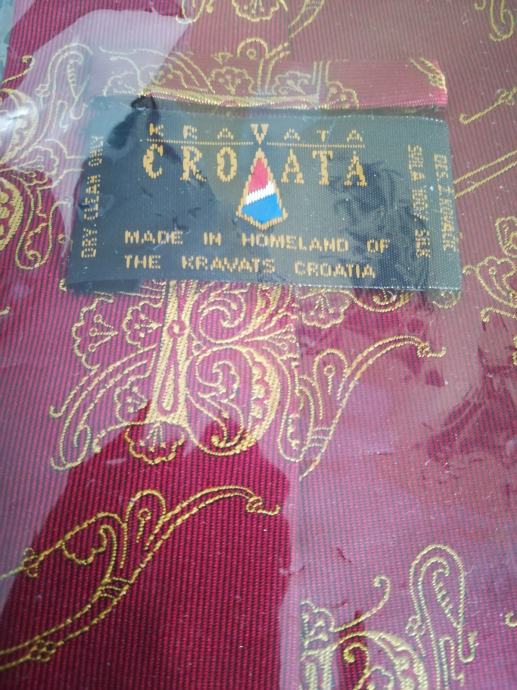 KRAVATA
CROATA
MADE IN HOMELAND OF
THE KRAVATS CROATIA
DRY CLEAN ONLY
SVILA 100% SILK